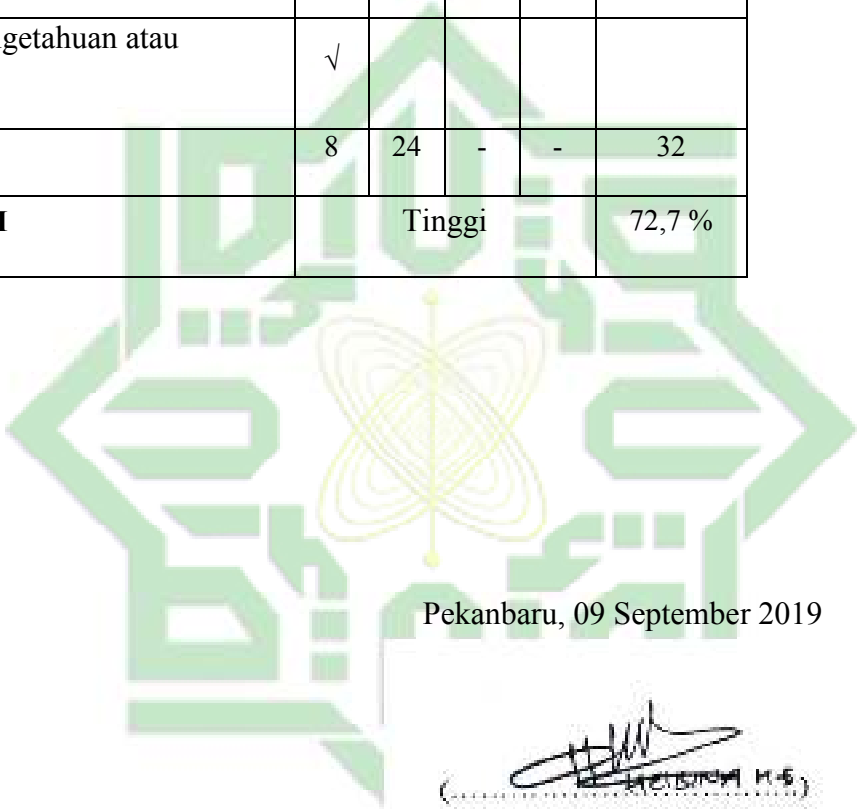 getahuan atau √
8 24 - - 32
Tinggi 72,7 %
Pekanbaru, 09 September 2019